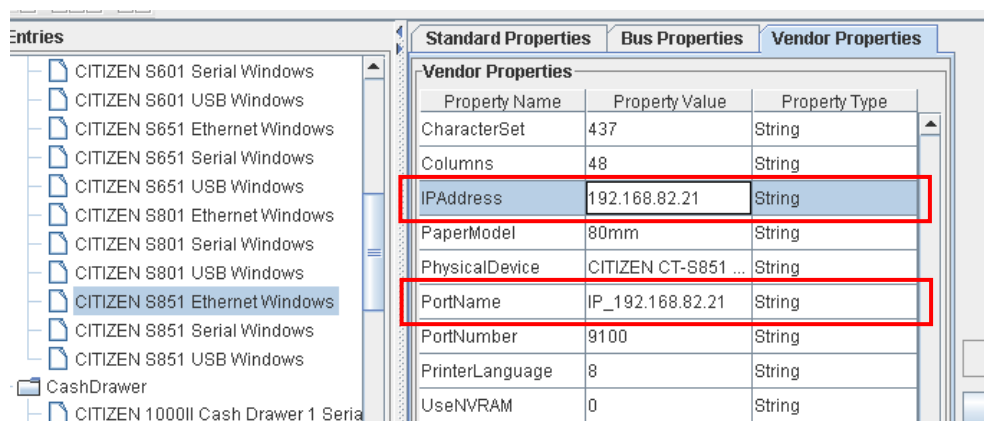 Entries
CITIZEN S601 Serial Windows
CITIZEN S601 USB Windows
CITIZEN S651 Ethernet Windows
CITIZEN S651 Serial Windows
CITIZEN S651 USB Windows
CITIZEN S801 Ethernet Windows
CITIZEN S801 Serial Windows
CITIZEN S801 USB Windows
CITIZEN S851 Ethernet Windows
CITIZEN S851 Serial Windows
CITIZEN S851 USB Windows
CashDrawer
CITIZEN 1000II Cash Drawer 1 Seria
Standard Properties Bus Properties Vendor Properties
Vendor Properties
Property Name Property Value Property Type
CharacterSet 437 String
Columns 48 String
IPAddress 192.168.82.21 String
PaperModel 80mm String
PhysicalDevice CITIZEN CT-S851 ... String
PortName IP_192.168.82.21 String
PortNumber 9100 String
PrinterLanguage 8 String
UseNVRAM 0 String